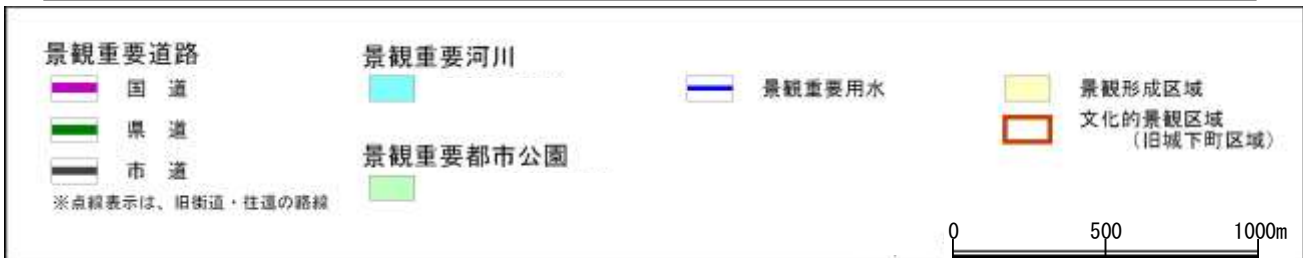 景観重要道路
国 道
県 道
市 道
※点線表示は、旧街道・往還の路線
景観重要河川
景観重要都市公園
景観重要用水
景観形成区域
文化的景観区域
（旧城下町区域）
0 500 1000m